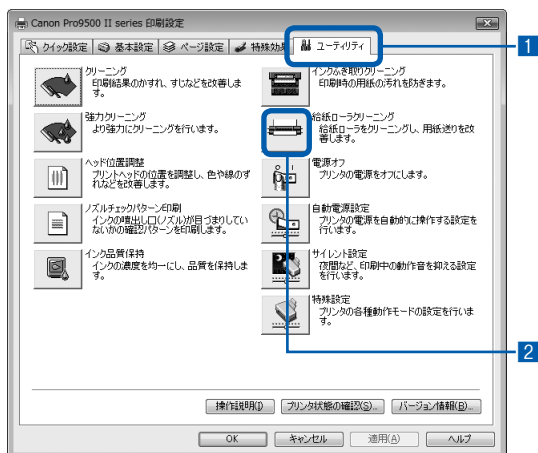 Canon Pro9500 II series 印刷設定
クイック設定
基本設定
ページ設定
特殊効果
ユーティリティ
1
クリーニング
印刷結果のかすれ、すじなどを改善しま
す。
インクふき取りクリーニング
印刷時の用紙の汚れを防ぎます。
強力クリーニング
より強力にクリーニングを行います。
給紙ローラクリーニング
給紙ローラをクリーニングし、用紙送りを改
善します。
ヘッド位置調整
プリントヘッドの位置を調整し、色や線のず
れなどを改善します。
電源オフ
プリンタの電源をオフにします。
ノズルチェックパターン印刷
インクの噴出し口(ノズル)が目づまりしてい
ないかの確認パターンを印刷します。
自動電源設定
プリンタの電源を自動的に操作する設定を
行います。
インク品質保持
インクの濃度を均一にし、品質を保持しま
す。
サイレント設定
夜間など、印刷中の動作音を抑える設定
を行います。
特殊設定
プリンタの各種動作モードの設定を行いま
す。
2
操作説明(I)
プリンタ状態の確認(S)...
バージョン情報(B)...
OK
キャンセル
適用(A)
ヘルプ